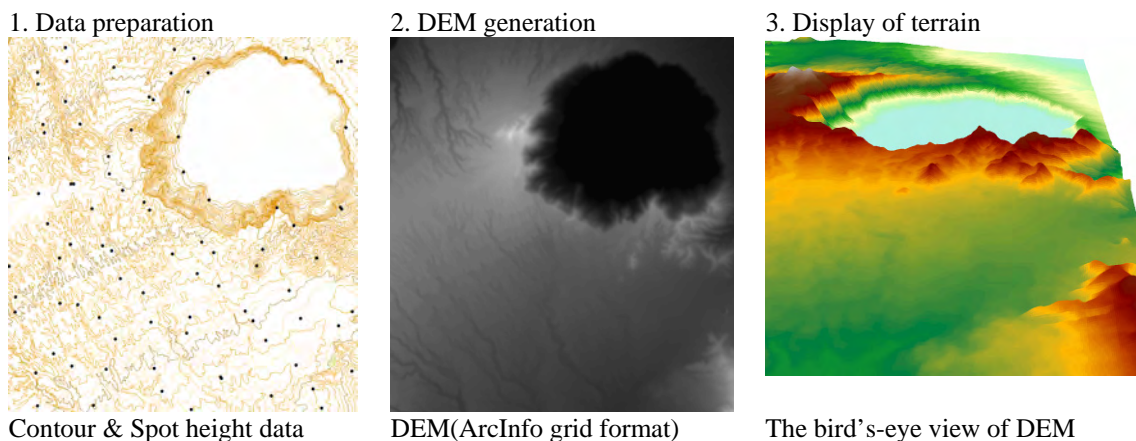 1. Data preparation
2. DEM generation
3. Display of terrain
Contour & Spot height data
DEM(ArcInfo grid format)
The bird's-eye view of DEM